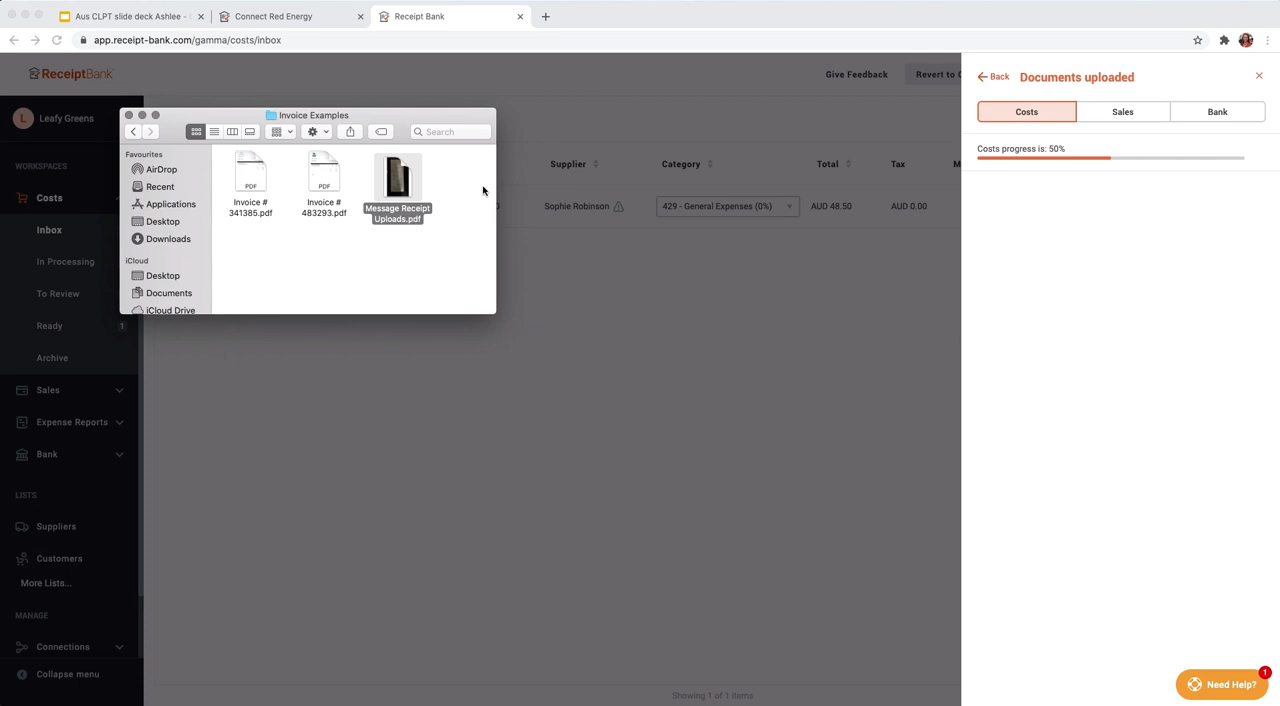 Aus CLPT slide deck Ashlee -
Connect Red Energy
Receipt Bank
app.receipt-bank.com/gamma/costs/inbox
ReceiptBank
Give Feedback
Revert to
Back
Documents uploaded
Costs
Sales
Bank
Costs progress is: 50%
L
Leafy Greens
WORKSPACES
Costs
Inbox
In Processing
To Review
Ready
1
Archive
Sales
Expense Reports
Bank
LISTS
Suppliers
Customers
More Lists...
MANAGE
Connections
Collapse menu
Invoice Examples
Search
Favourites
AirDrop
Recent
Applications
Desktop
Downloads
iCloud
Desktop
Documents
iCloud Drive
PDF
Invoice #
341385.pdf
PDF
Invoice #
483293.pdf
Message Receipt
Uploads.pdf
Supplier
Category
Total
Tax
M
0
Sophie Robinson
429 - General Expenses (0%)
AUD 48.50
AUD 0.00
Showing 1 of 1 items
Need Help?
1